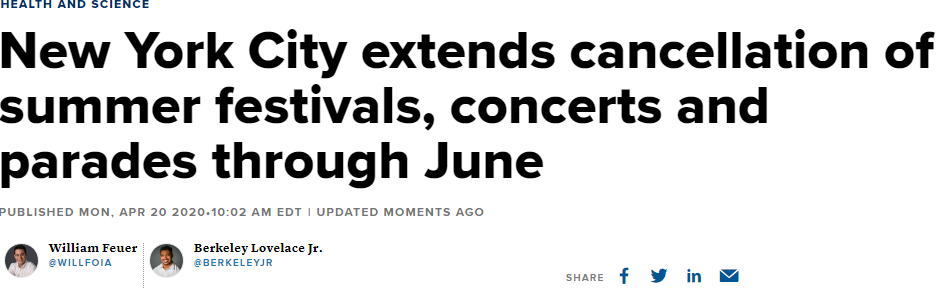 HEALTH AND SCIENCE
New York City extends cancellation of
summer festivals, concerts and
parades through June
PUBLISHED MON, APR 20 2020•10:02 AM EDT | UPDATED MOMENTS AGO
William Feuer
@WILLFOIA
Berkeley Lovelace Jr.
@BERKELEYJR
SHARE